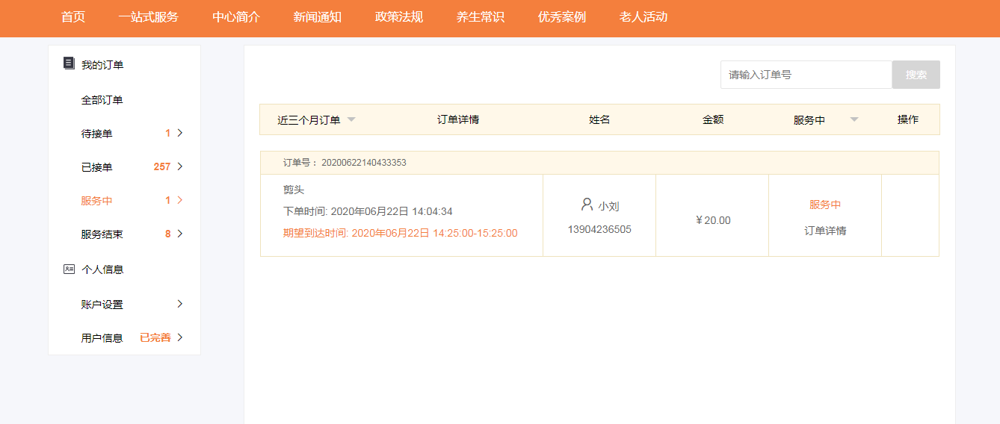 首页 一站式服务 中心简介 新闻通知 政策法规 养生常识 优秀案例 老人活动
我的订单
全部订单
待接单 1
已接单 257
服务中 1
服务结束 8
个人信息
账户设置
用户信息 已完善
请输入订单号 搜索
近三个月订单 订单详情 姓名 金额 服务中 操作
订单号： 20200622140433353
剪头
下单时间: 2020年06月22日 14:04:34
期望到达时间: 2020年06月22日 14:25:00-15:25:00
小刘
13904236505
￥20.00
服务中
订单详情